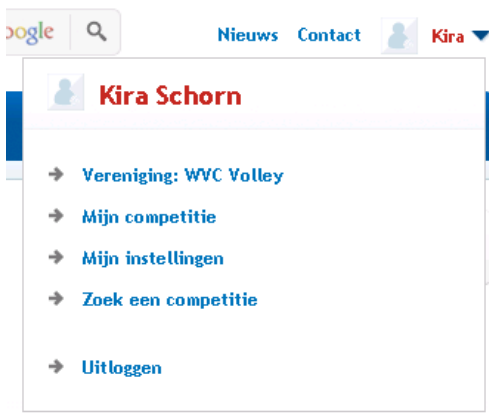 oogle Nieuws Contact Kira
Kira Schorn
Vereniging: WVC Volley
Mijn competitie
Mijn instellingen
Zoek een competitie
Uitloggen